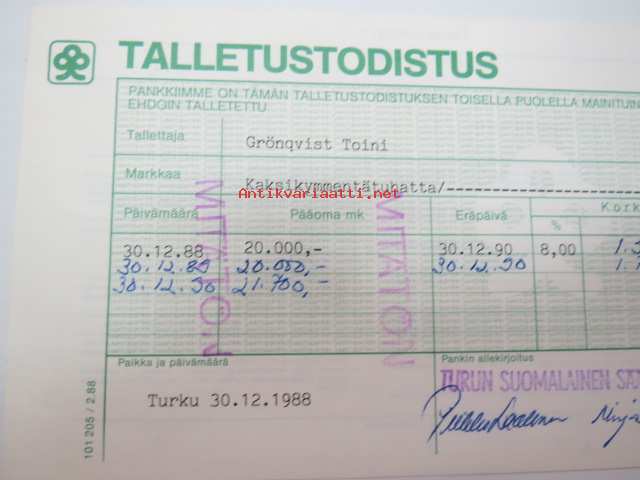 TALLETUSTODISTUS
PANKKIIMME ON TÄMÄN TALLETUSTODISTUKSEN TOISELLA PUOLELLA MAINITUIN
EHDOIN TALLETETTU
Tallettaja
Grönqvist Toini
Markkaa
Kaksikymmentätuhatta/--------------------
Antikvariaatti.net
Päivämäärä Pääoma mk Eräpäivä Kork
%
30.12.88 20.000,- 30.12.90 8,00
30.12.89 20.000,- 30.12.90
30.12.90 21.700,-
MITÄTÖN MITÄTÖN
Paikka ja päivämäärä Pankin allekirjoitus
TURUN SUOMALAINEN
Turku 30.12.1988
101 205 / 2.88